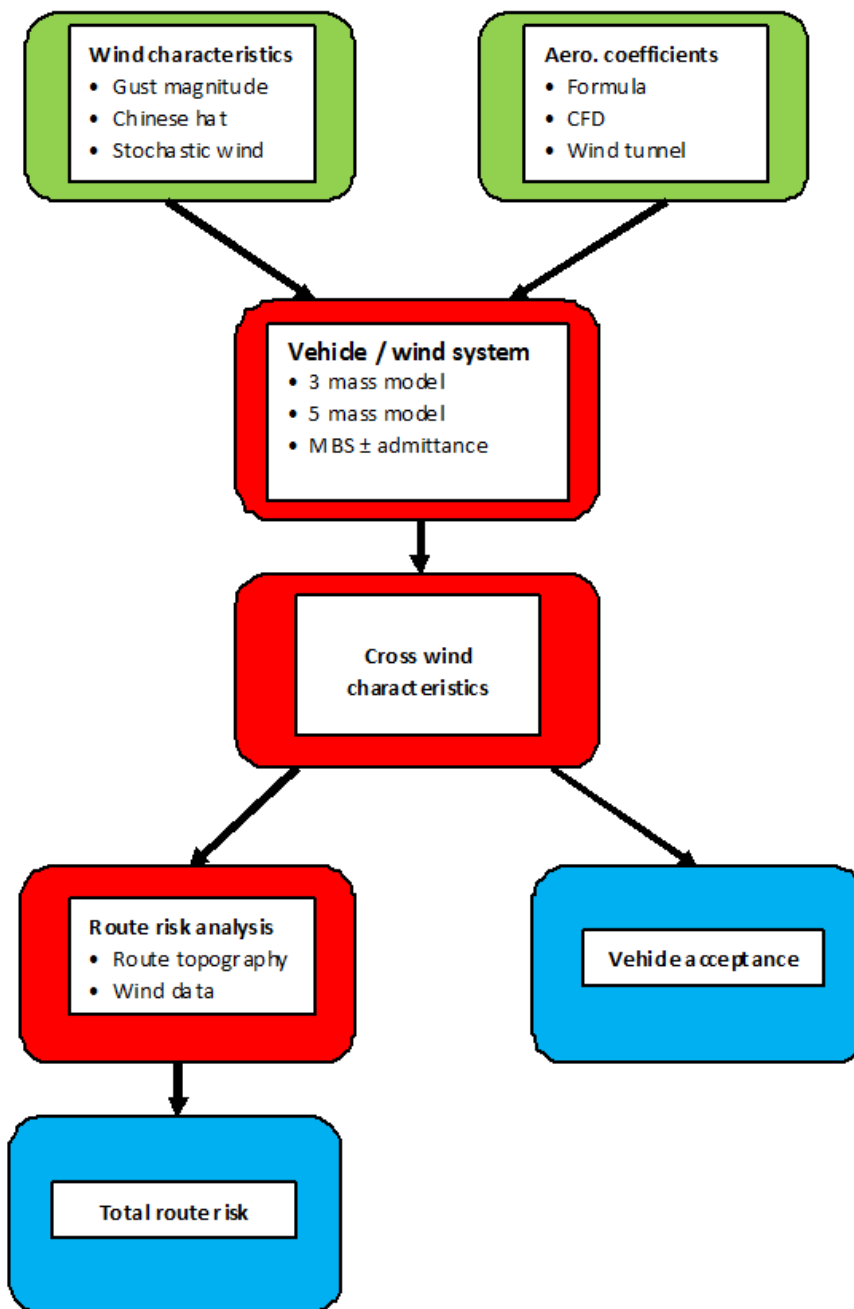 Wind characteristics
• Gust magnitude
• Chinese hat
• Stochastic wind
Aero. coefficients
• Formula
• CFD
• Wind tunnel
Vehicle / wind system
• 3 mass model
• 5 mass model
• MBS ± admittance
Cross wind
characteristics
Route risk analysis
• Route topography
• Wind data
Vehicle acceptance
Total route risk